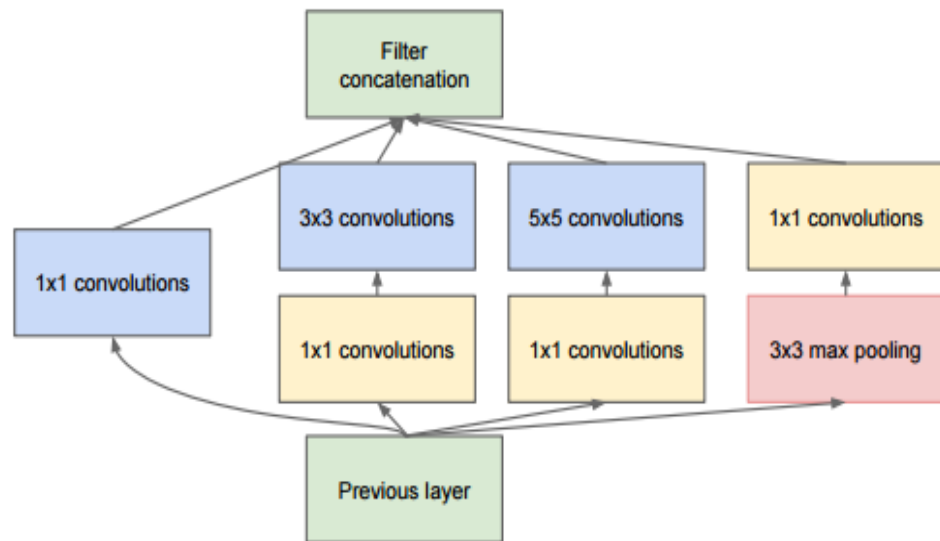 Filter
concatenation
3x3 convolutions
5x5 convolutions
1x1 convolutions
1x1 convolutions
1x1 convolutions
1x1 convolutions
3x3 max pooling
Previous layer